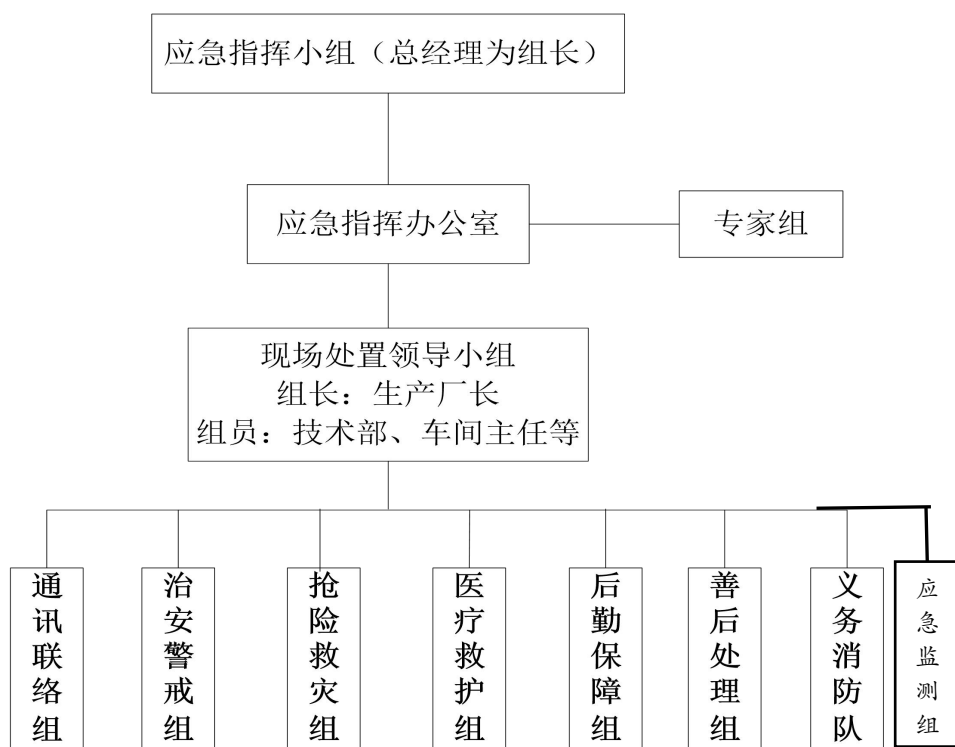 应急指挥小组（总经理为组长）
应急指挥办公室
专家组
现场处置领导小组
组长：生产厂长
组员：技术部、车间主任等
通讯联络组
治安警戒组
抢险救灾组
医疗救护组
后勤保障组
善后处理组
义务消防队
应急监测组